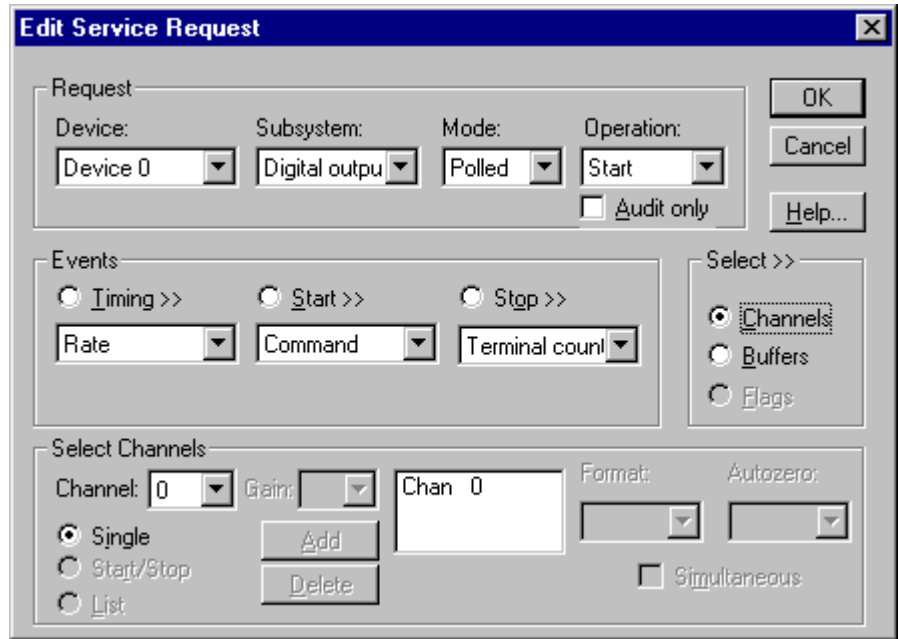 Edit Service Request
Request
OK
Device:
Subsystem:
Mode:
Operation:
Cancel
Device 0
Digital outpu
Polled
Start
Audit only
Help...
Events
Select >>
Timing >>
Start >>
Stop >>
Channels
Rate
Command
Terminal count
Buffers
Flags
Select Channels
Channel: 0
Gain:
Chan 0
Format:
Autozero:
Single
Add
Start/Stop
Delete
Simultaneous
List